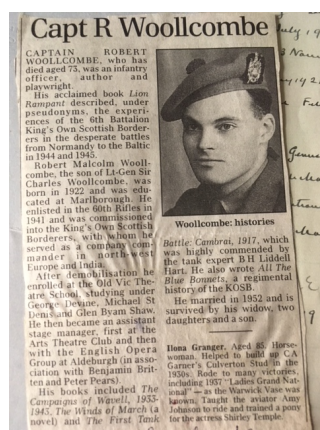 Capt R Woollcombe
CAPTAIN ROBERT
WOOLLCOMBE, who has
died aged 73, was an infantry
officer, author and
playwright.
His acclaimed book Lion
Rampant described, under
pseudonyms, the experi-
ences of the 6th Battalion
King's Own Scottish Border-
ers in the desperate battles
from Normandy to the Baltic
in 1944 and 1945.
Robert Malcolm Wooll-
combe, the son of Lt-Gen Sir
Charles Woollcombe, was
born in 1922 and was edu-
cated at Marlborough. He
enlisted in the 60th Rifles in
1941 and was commissioned
into the King's Own Scottish
Borderers, with whom he
served as a company com-
mander in north-west
Europe and India.
After demobilisation he
enrolled at the Old Vic The-
atre School, studying under
George Devine, Michael St
Denis and Glen Byam Shaw.
He then became an assistant
stage manager, first at the
Arts Theatre Club and then
with the English Opera
Group at Aldeburgh (in asso-
ciation with Benjamin Brit-
ten and Peter Pears).
His books included The
Campaigns of Wavell, 1939-
1943, The Winds of March (a
novel) and The First Tank
Woollcombe: histories
Battle: Cambrai, 1917, which
was highly commended by
the tank expert B H Liddell
Hart. He also wrote All The
Blue Bonnets, a regimental
history of the KOSB.
He married in 1952 and is
survived by his widow, two
daughters and a son.
Ilona Granger. Aged 85. Horse-
woman. Helped to build up C A
Garner's Culverton Stud in the
1930s. Rode to many victories,
including 1937 "Ladies Grand Nat-
ional" — as the Warwick Vase was
known. Taught the aviator Amy
Johnson to ride and trained a pony
for the actress Shirley Temple.